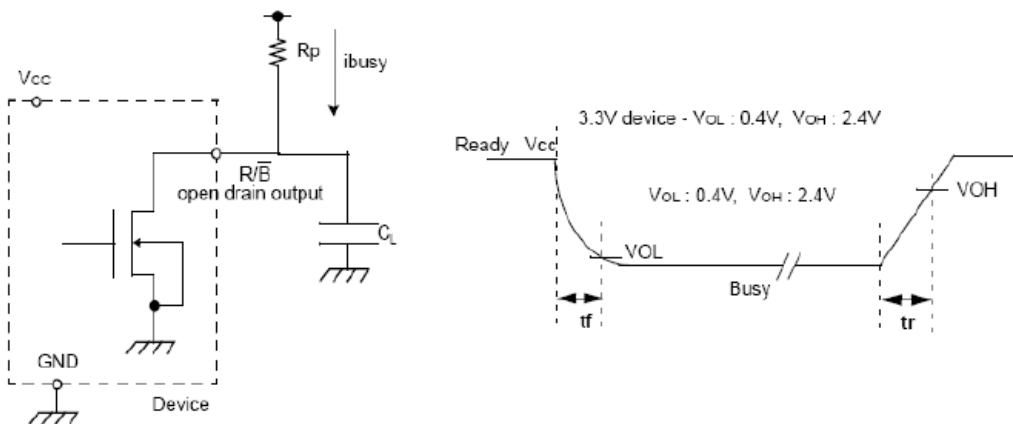 Rp
ibusy
Vcc
R/B̅
open drain output
CL
GND
Device
3.3V device - VOL : 0.4V, VOH : 2.4V
Ready Vcc
VOL : 0.4V, VOH : 2.4V
VOH
VOL
Busy
tf
tr